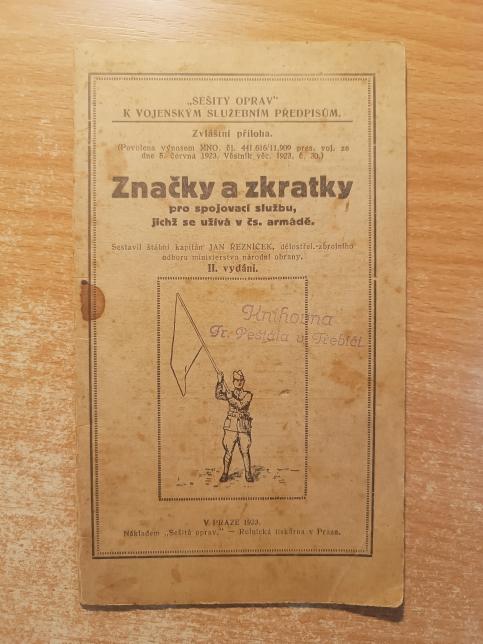 „SEŠITY OPRAV"
K VOJENSKÝM SLUŽEBNÍM PŘEDPISŮM.
Zvláštní příloha.
(Povolena výnosem MNO. čj. 441.616/11,909 pres. voj. ze
dne 5. června 1923, Věstník věc. 1923, č. 30.)
Značky a zkratky
pro spojovací službu,
jichž se užívá v čs. armádě.
Sestavil štábní kapitán JAN ŘEZNÍČEK, dělostřel.-zbrojního
odboru ministerstva národní obrany.
II. vydání.
Knihovna
Fr. Pešťála v Třebíči
V PRAZE 1923.
Nákladem „Sešitů oprav." — Rolnická tiskárna v Praze.